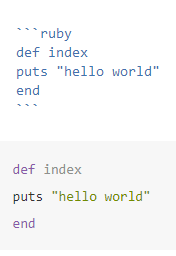 ```ruby
def index
puts "hello world"
end
```
def index
puts "hello world"
end